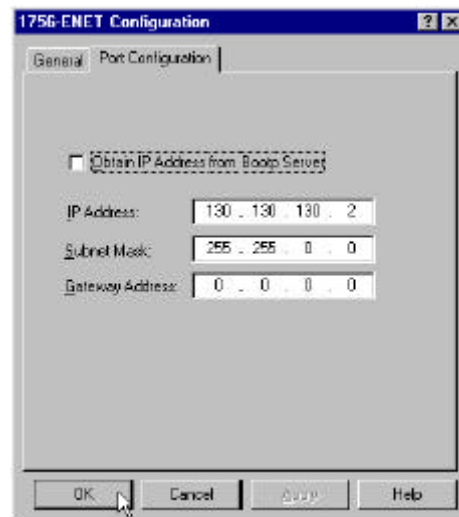 1756-ENET Configuration
General Port Configuration
Obtain IP Address from Bootp Server
IP Address: 130 . 130 . 130 . 2
Subnet Mask: 255 . 255 . 0 . 0
Gateway Address: 0 . 0 . 0 . 0
OK Cancel Apply Help